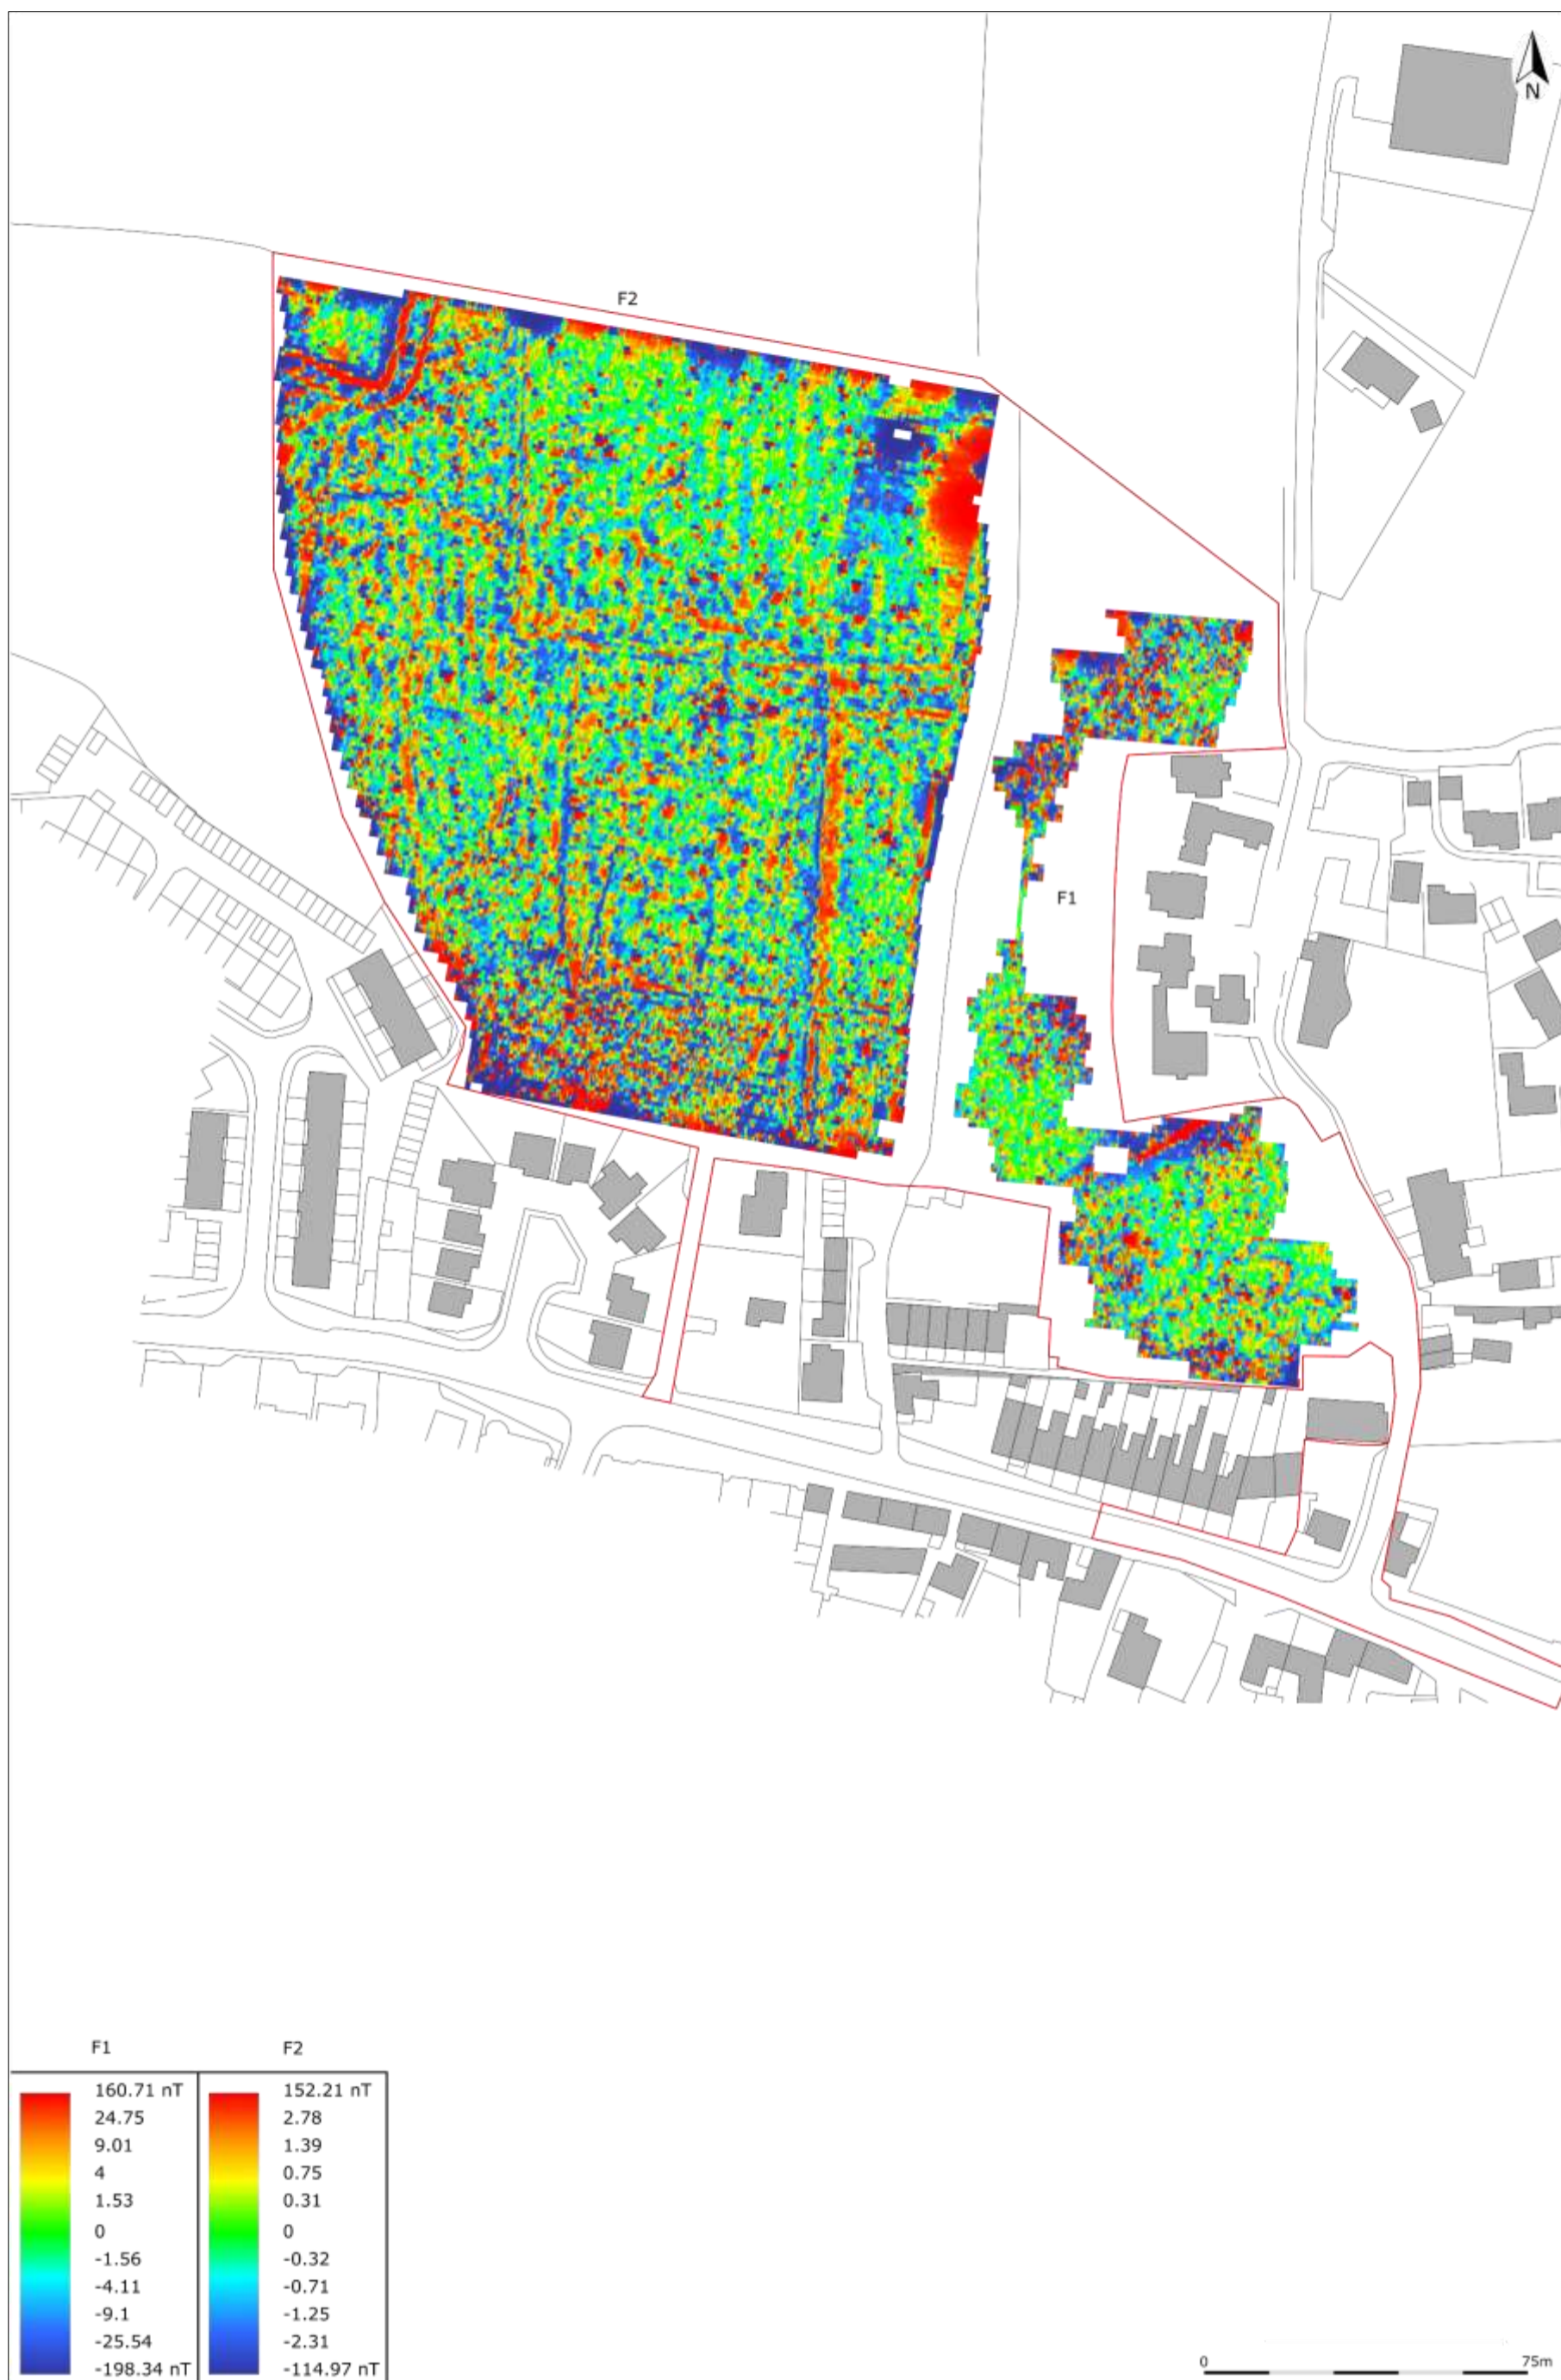 N
F2
F1
F1 F2
160.71 nT 152.21 nT
24.75 2.78
9.01 1.39
4 0.75
1.53 0.31
0 0
-1.56 -0.32
-4.11 -0.71
-9.1 -1.25
-25.54 -2.31
-198.34 nT -114.97 nT
0 75m